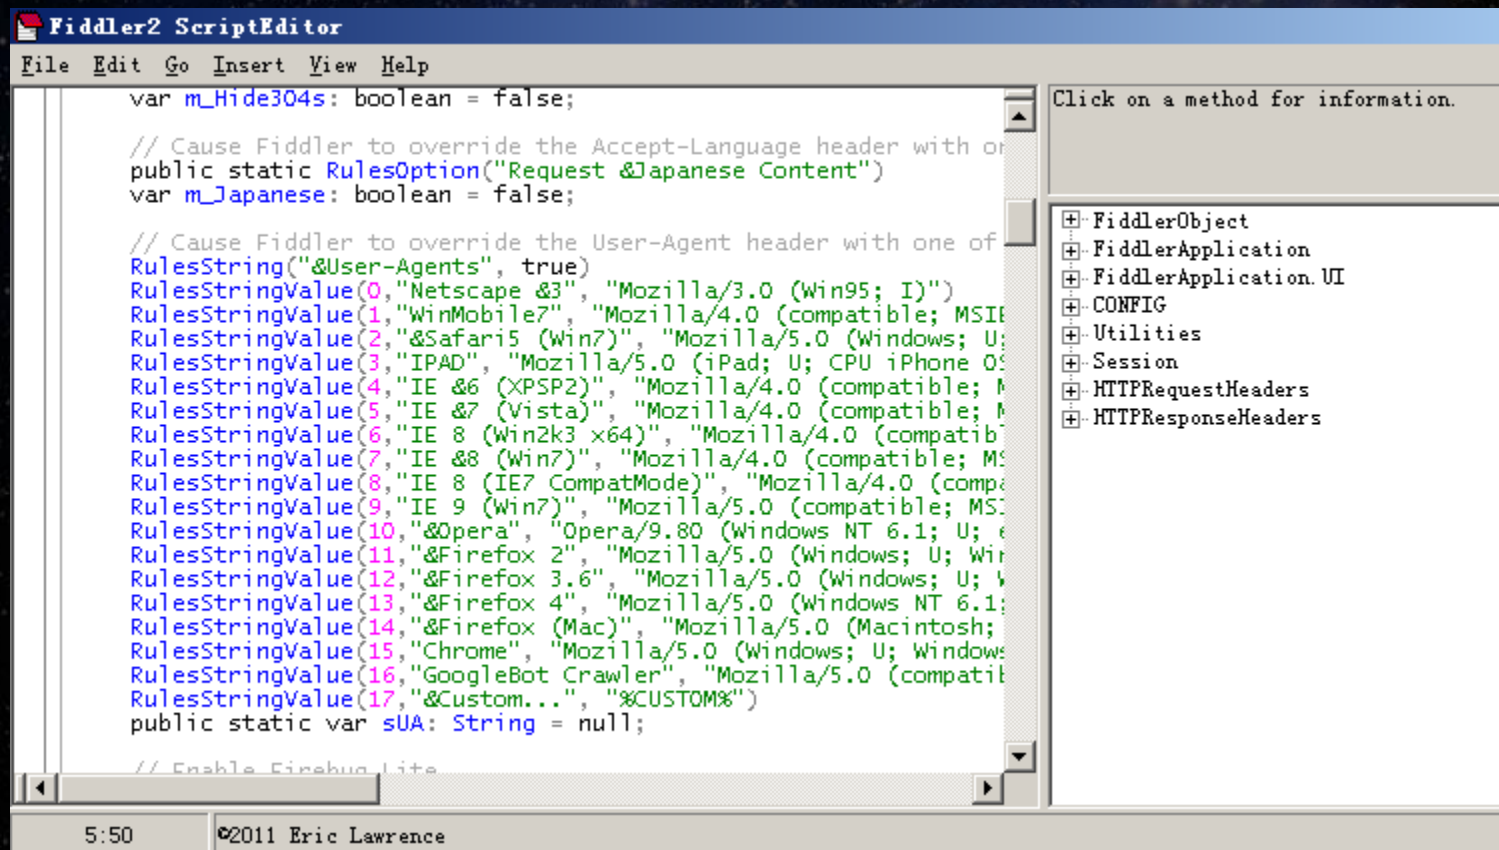 Fiddler2 ScriptEditor
File Edit Go Insert View Help
var m_Hide304s: boolean = false;
// Cause Fiddler to override the Accept-Language header with
public static RulesOption("Request &Japanese Content")
var m_Japanese: boolean = false;
// Cause Fiddler to override the User-Agent header with one of
RulesString("&User-Agents", true)
RulesStringValue(0,"Netscape &3", "Mozilla/3.0 (Win95; I)")
RulesStringValue(1,"WinMobile7", "Mozilla/4.0 (compatible; MSIE
RulesStringValue(2,"&Safari5 (Win7)", "Mozilla/5.0 (Windows; U;
RulesStringValue(3,"IPAD", "Mozilla/5.0 (iPad; U; CPU iPhone OS
RulesStringValue(4,"IE &6 (XPSP2)", "Mozilla/4.0 (compatible;
RulesStringValue(5,"IE &7 (Vista)", "Mozilla/4.0 (compatible;
RulesStringValue(6,"IE 8 (Win2k3 x64)", "Mozilla/4.0 (compatib
RulesStringValue(7,"IE &8 (Win7)", "Mozilla/4.0 (compatible; MS
RulesStringValue(8,"IE 8 (IE7 CompatMode)", "Mozilla/4.0 (compa
RulesStringValue(9,"IE 9 (Win7)", "Mozilla/5.0 (compatible; MSI
RulesStringValue(10,"&Opera", "Opera/9.80 (Windows NT 6.1; U;
RulesStringValue(11,"&Firefox 2", "Mozilla/5.0 (Windows; U; Win
RulesStringValue(12,"&Firefox 3.6", "Mozilla/5.0 (Windows; U;
RulesStringValue(13,"&Firefox 4", "Mozilla/5.0 (Windows NT 6.1;
RulesStringValue(14,"&Firefox (Mac)", "Mozilla/5.0 (Macintosh;
RulesStringValue(15,"Chrome", "Mozilla/5.0 (Windows; U; Windows
RulesStringValue(16,"GoogleBot Crawler", "Mozilla/5.0 (compatib
RulesStringValue(17,"&Custom...", "%CUSTOM%")
public static var sUA: String = null;
// Enable Firebug Lite
Click on a method for information.
FiddlerObject
FiddlerApplication
FiddlerApplication.UI
CONFIG
Utilities
Session
HTTPRequestHeaders
HTTPResponseHeaders
5:50
©2011 Eric Lawrence